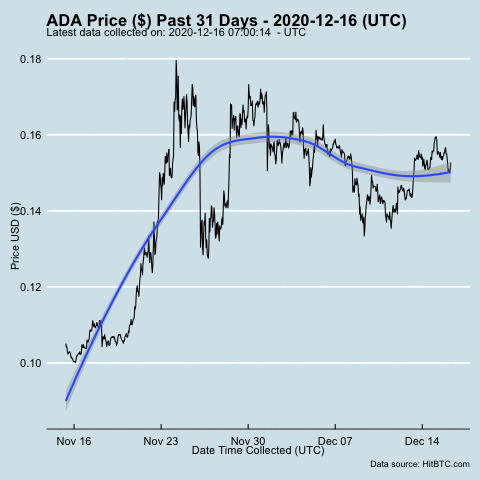 ADA Price ($) Past 31 Days - 2020-12-16 (UTC)
Latest data collected on: 2020-12-16 07:00:14 - UTC
Price USD ($)
0.18
0.16
0.14
0.12
0.10
Nov 16 Nov 23 Nov 30 Dec 07 Dec 14
Date Time Collected (UTC)
Data source: HitBTC.com